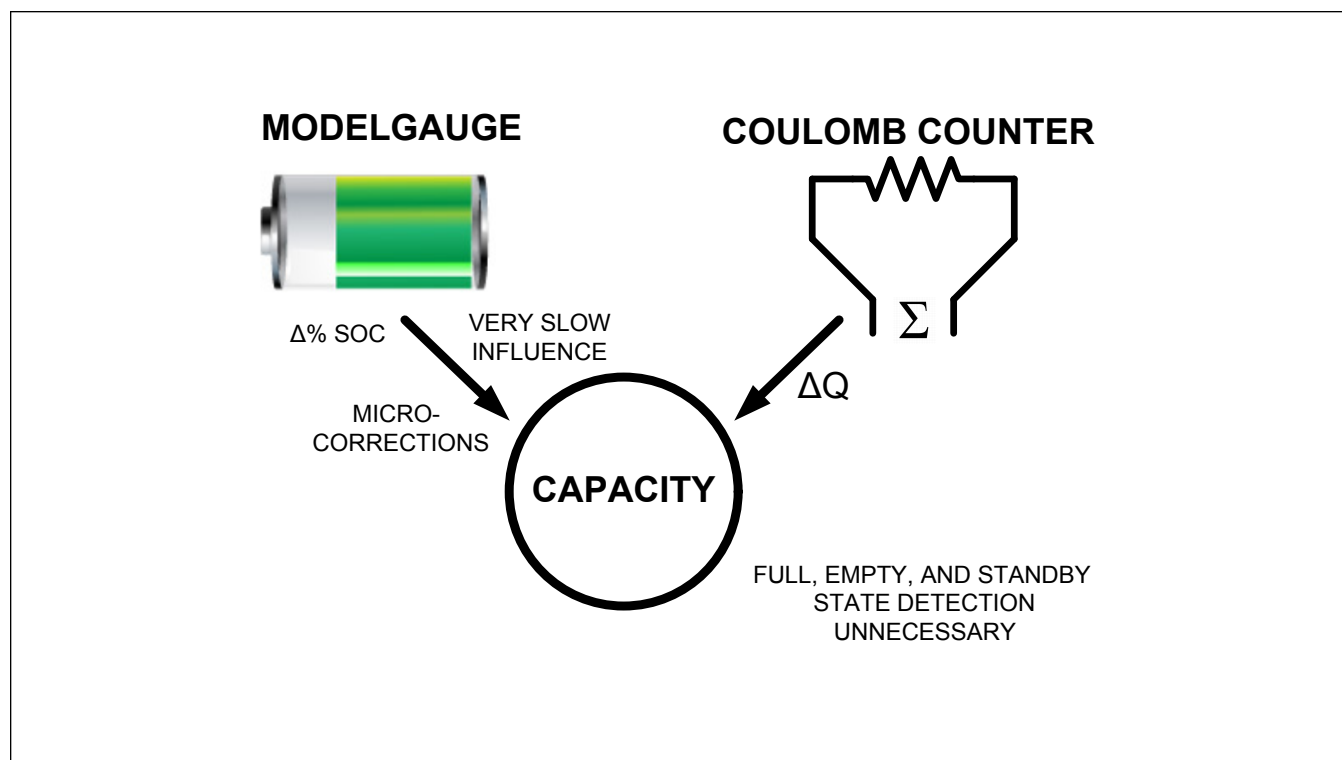 MODELGAUGE
COULOMB COUNTER
Σ
Δ% SOC
VERY SLOW
INFLUENCE
ΔQ
MICRO-
CORRECTIONS
CAPACITY
FULL, EMPTY, AND STANDBY
STATE DETECTION
UNNECESSARY